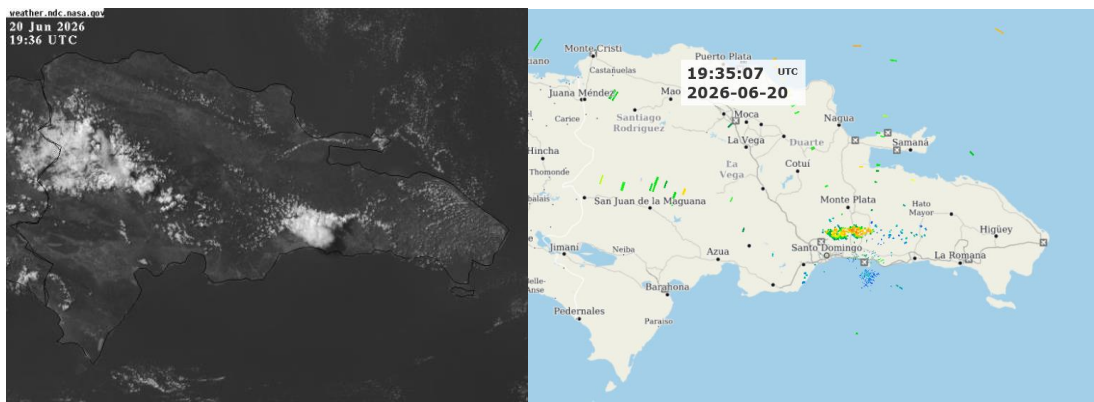 weather.ndc.nasa.gov
20 Jun 2026
19:36 UTC
Monte Cristi
Puerto Plata
Castañuelas
19:35:07 UTC
2026-06-20
Juana Méndez
Mao
Carice
Santiago
Rodríguez
Moca
Nagua
La Vega
Duarte
Samaná
Hincha
Thomonde
La
Vega
Cotuí
San Juan de la Maguana
Monte Plata
Hato
Mayor
Higüey
Santo Domingo
Jimaní
Neiba
Azua
La Romana
Barahona
Pedernales
Paraíso